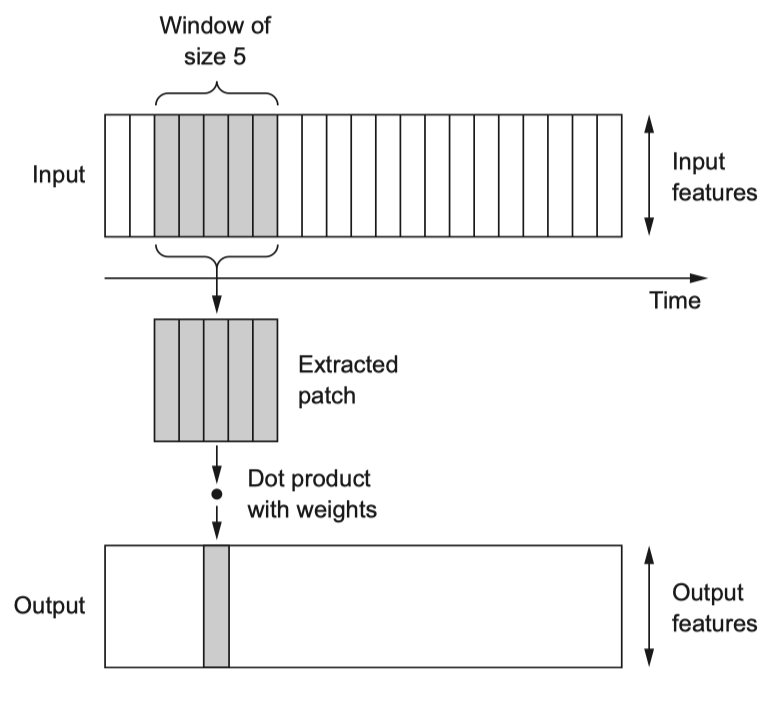 Window of
size 5
Input
Input
features
Time
Extracted
patch
Dot product
with weights
Output
Output
features